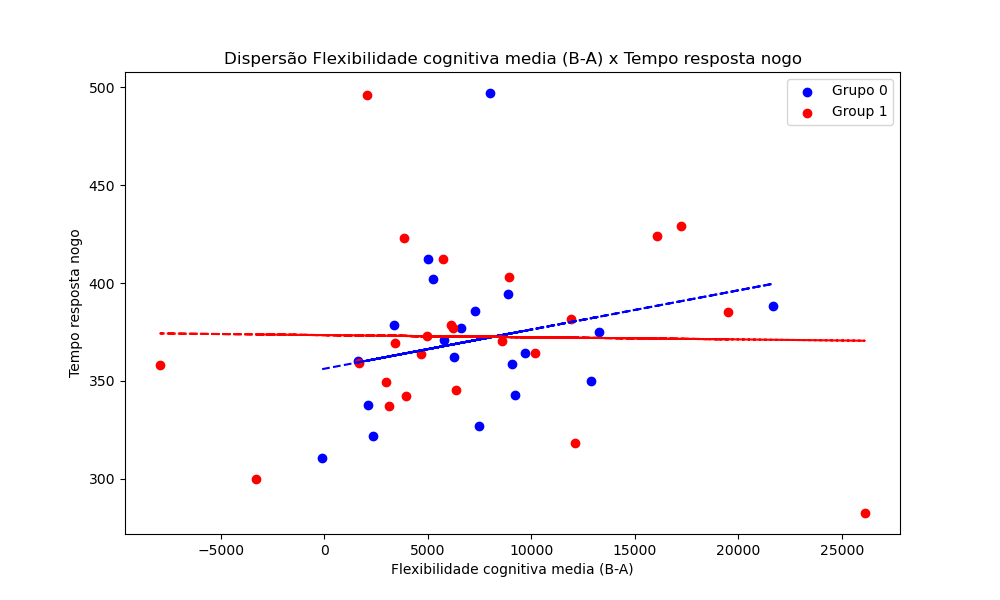 Dispersão Flexibilidade cognitiva media (B-A) x Tempo resposta nogo
Grupo 0
Group 1
500
450
400
350
300
Tempo resposta nogo
−5000
0
5000
10000
15000
20000
25000
Flexibilidade cognitiva media (B-A)